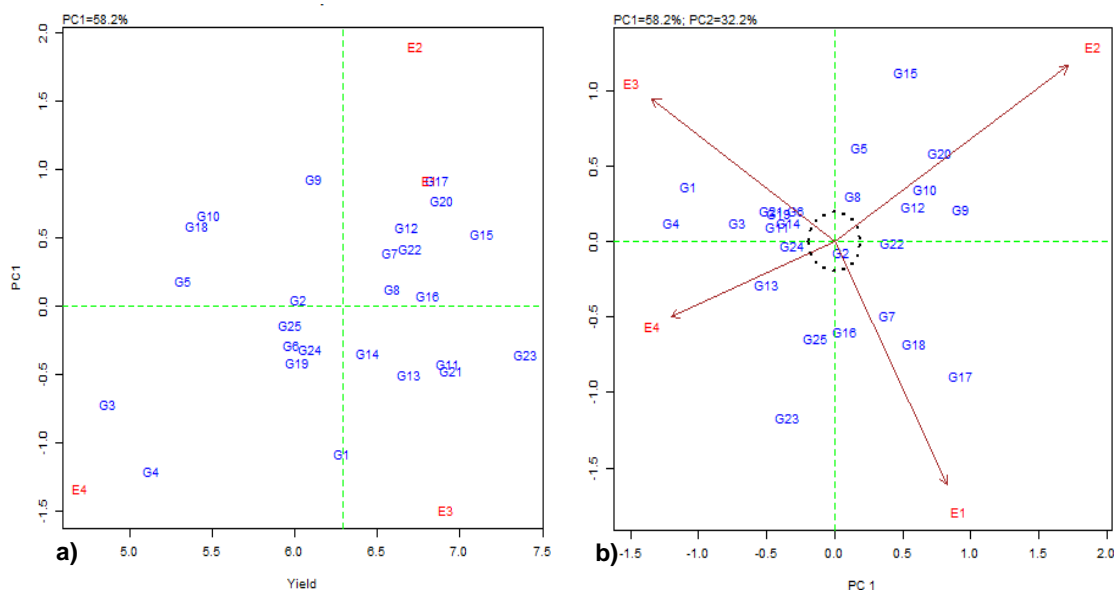 PC1=58.2%
PC1
2.0
1.5
1.0
0.5
0.0
-0.5
-1.0
-1.5
E2
G9
G17
G20
G10
G18
G12
G15
G22
G7
G5
G8
G16
G2
G25
G6
G24
G19
G14
G11
G21
G23
G13
G3
G1
G4
E4
E3
5.0 5.5 6.0 6.5 7.0 7.5
a)
Yield
PC1=58.2%; PC2=32.2%
1.0
0.5
0.0
-0.5
-1.0
-1.5
E2
E3
G15
G5
G20
G1
G10
G8
G12
G9
G4
G3
G11
G14
G24
G2
G22
G13
E4
G7
G16
G25
G18
G17
G23
E1
-1.5 -1.0 -0.5 0.0 0.5 1.0 1.5 2.0
b)
PC 1